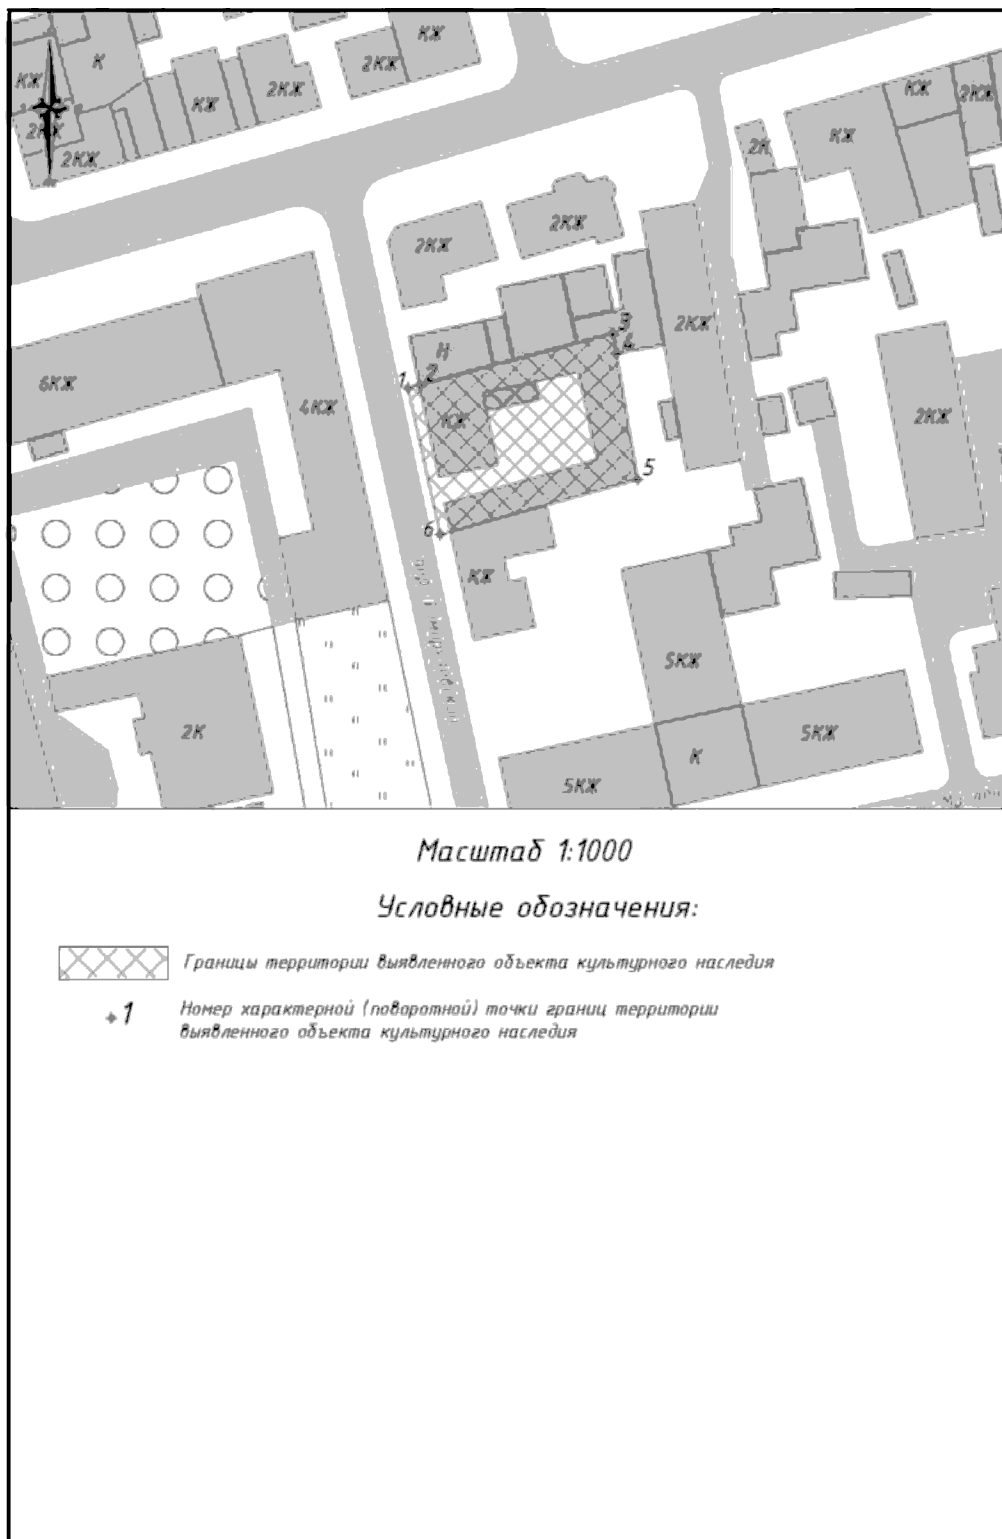 КЖ
К
КЖ
2КЖ
2КЖ
КЖ
2КЖ
2КЖ
КЖ
2КЖ
2К
КЖ
КЖ
2КЖ
2КЖ
2КЖ
2КЖ
Н
3
4
1
2
КЖ
5
6
6КЖ
4КЖ
2КЖ
КЖ
5КЖ
2К
5КЖ
К
5КЖ
Масштаб 1:1000
Условные обозначения:
Границы территории выявленного объекта культурного наследия
1
Номер характерной (поворотной) точки границ территории
выявленного объекта культурного наследия